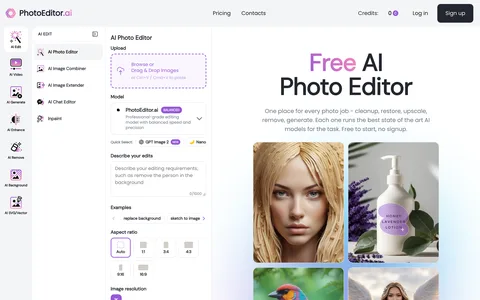 PhotoEditor.ai
Pricing
Contacts
Credits: 0
Log in
Sign up
AI Edit
AI Video
AI Generate
AI Enhance
AI Remove
AI Background
AI SVG/Vector
AI EDIT
AI Photo Editor
AI Image Combiner
AI Image Extender
AI Chat Editor
Inpaint
AI Photo Editor
Upload
Browse or
Drag & Drop Images
Model
PhotoEditor.ai
Professional-grade editing
model with balanced speed and
precision
Quick Select:
GPT Image 2
Nano
Describe your edits
Describe your editing requirements,
such as remove the person in the
background
Examples
replace background
sketch to image
Aspect ratio
Auto
1:1
3:4
4:3
9:16
16:9
Image resolution:
Free AI
Photo Editor
One place for every photo job - cleanup, restore, upscale,
remove, generate. Each one runs the best state of the art AI
models for the task. Free to start, no signup.
HONEY
LAVENDER
LOTION